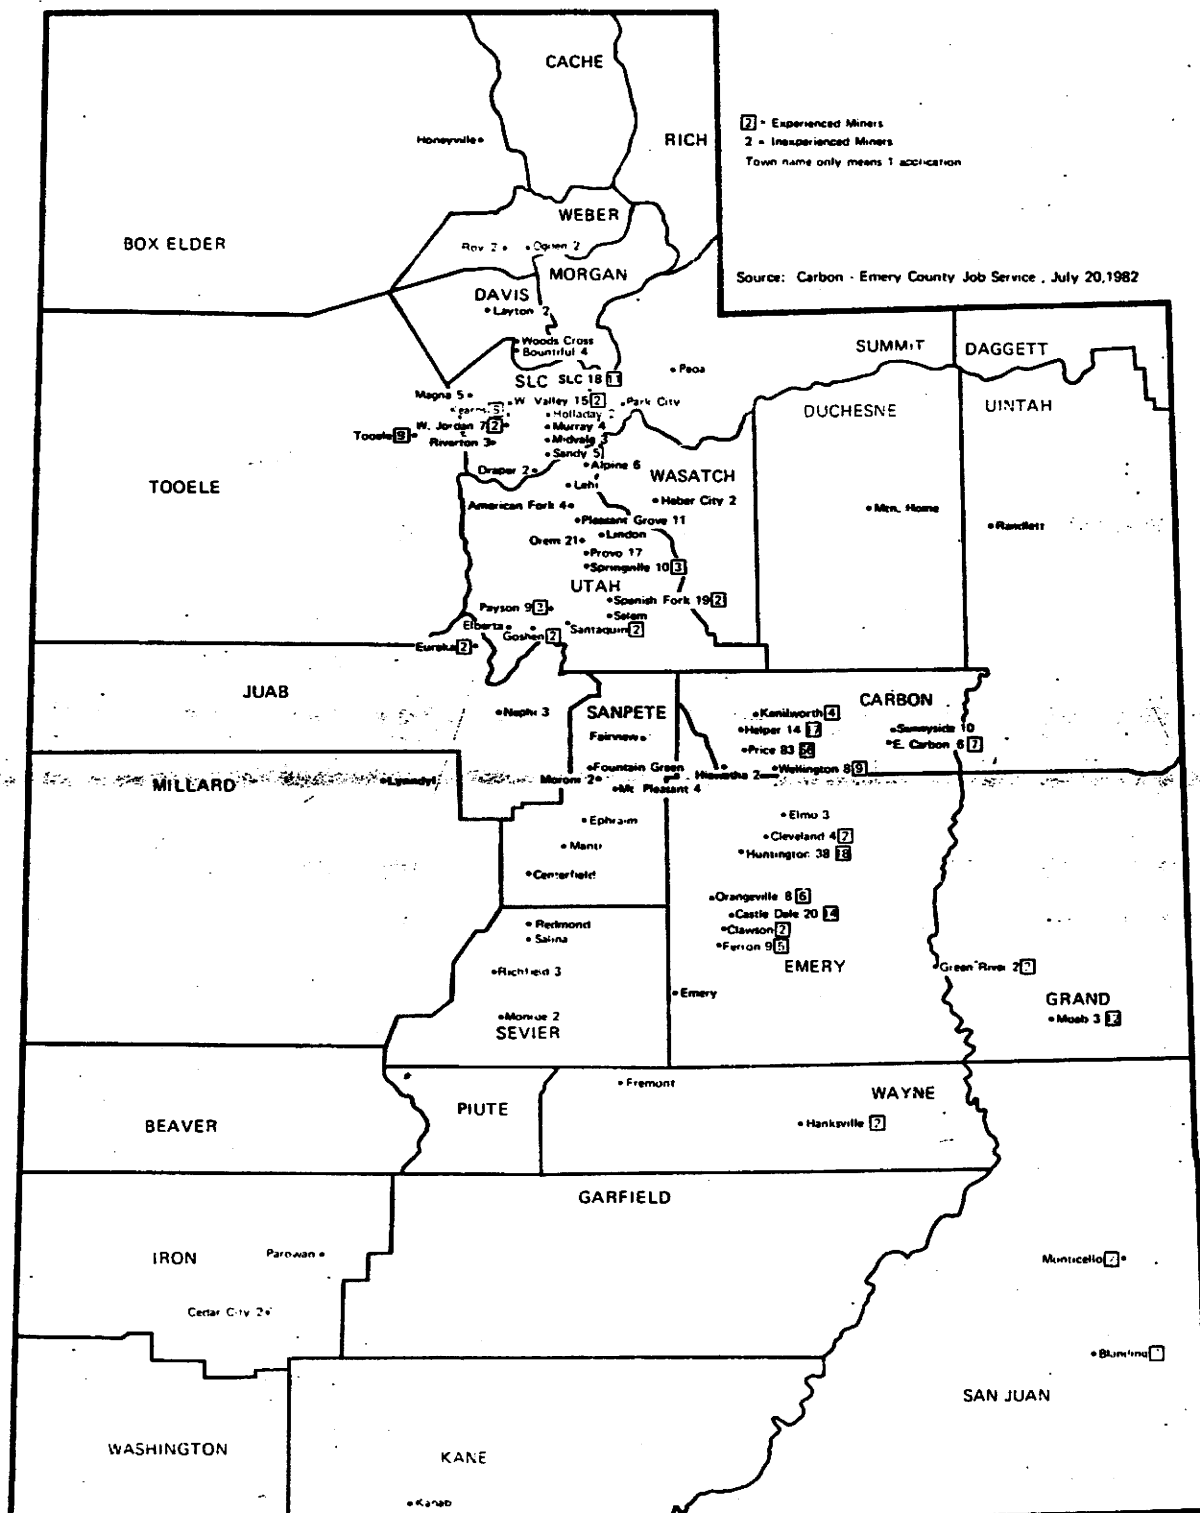 CACHE
2 - Experienced Miners
2 - Inexperienced Miners
Town name only means 1 application
Honeyville
RICH
WEBER
BOX ELDER
Roy 2
Ogden 2
MORGAN
Source: Carbon - Emery County Job Service, July 20, 1982
DAVIS
Layton 2
Woods Cross
Bountiful 4
SUMMIT
DAGGETT
Peoa
SLC
SLC 18 11
Magna 5
W. Valley 15 2
Park City
DUCHESNE
UINTAH
Kearns 5
Holladay
W. Jordan 7 2
Murray 4
Tooele 9
Riverton 3
Midvale 3
Sandy 5
Draper 2
Alpine 6
WASATCH
TOOELE
Lehi
American Fork 4
Heber City 2
Mtn. Home
Pleasant Grove 11
Randlett
Lindon
Orem 21
Provo 17
Springville 10 3
UTAH
Spanish Fork 19 2
Payson 9
Salem
Elberta
Santaquin 2
Goshen 2
Eureka 2
JUAB
CARBON
Nephi 3
SANPETE
Kenilworth 4
Helper 14 17
Sunnyside 10
Fairview
E. Carbon 6 7
Price 83
Fountain Green
Wellington 8 9
MILLARD
Lynndyl
Moroni 2
Hiawatha 2
Mt. Pleasant 4
Ephraim
Elmo 3
Cleveland 4 7
Manti
Huntington 38 18
Centerfield
Orangeville 8 6
Castle Dale 20 14
Redmond
Clawson 2
Salina
Ferron 9 5
EMERY
Green River 2
Richfield 3
Emery
GRAND
Monroe 2
Moab 3 12
SEVIER
Fremont
WAYNE
PIUTE
BEAVER
Hanksville
GARFIELD
IRON
Parowan
Monticello
Cedar City 2
Blanding
SAN JUAN
WASHINGTON
KANE
Kanab